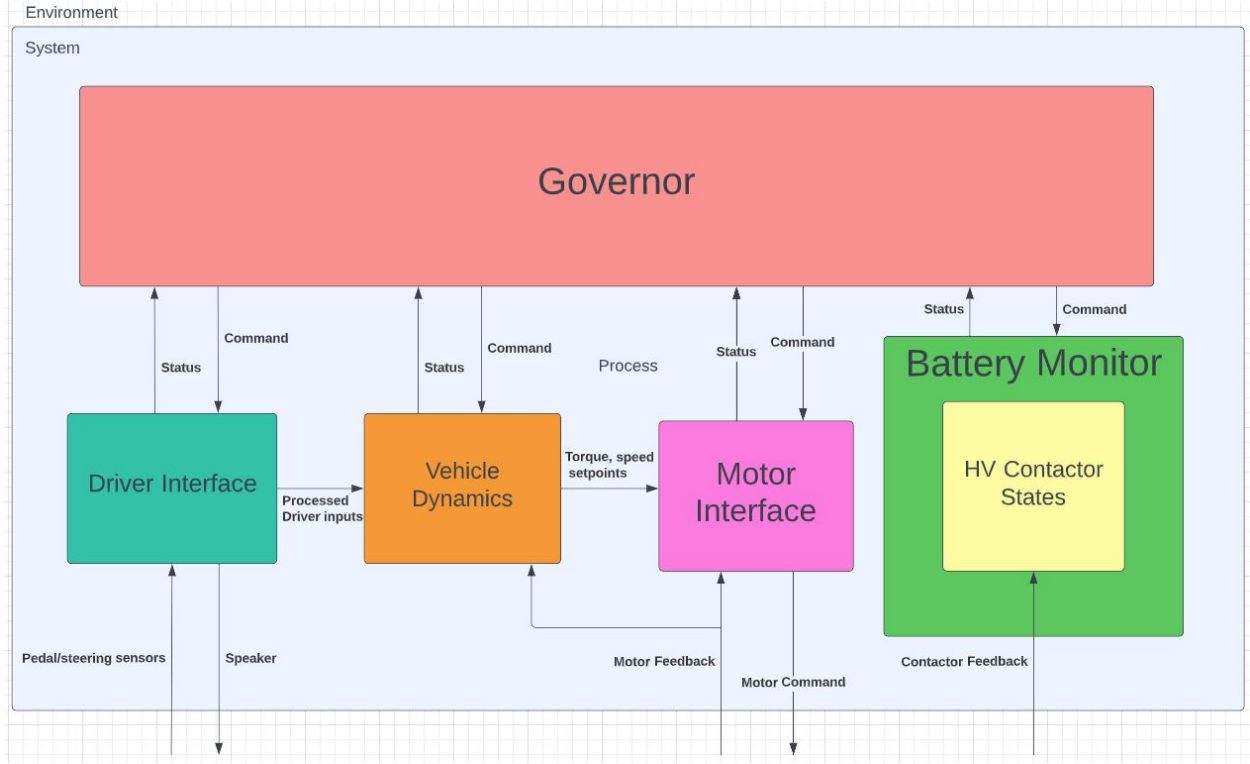 Environment
System
Governor
Status
Command
Status
Command
Process
Status
Command
Status
Command
Driver Interface
Processed
Driver inputs
Vehicle
Dynamics
Torque, speed
setpoints
Motor
Interface
Battery Monitor
HV Contactor
States
Pedal/steering sensors
Speaker
Motor Feedback
Motor Command
Contactor Feedback